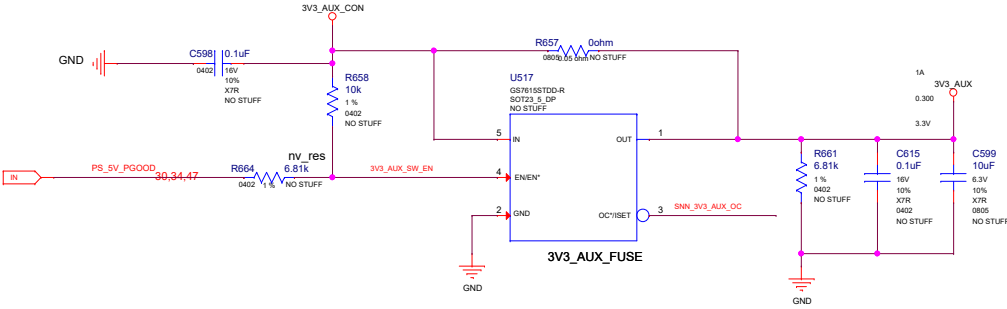 3V3_AUX_CON
GND
C598 0.1uF
0402 16V
10%
X7R
NO STUFF
R658
10k
1 %
0402
NO STUFF
R657 0ohm
0805 0.05 ohm NO STUFF
U517
GS7615STDD-R
SOT23_5_DP
NO STUFF
5 IN
OUT 1
4 EN/EN*
2 GND
OC*/ISET 3
3V3_AUX_FUSE
IN
PS_5V_PGOOD
30,34,47
nv_res
R664 6.81k
0402 1 % NO STUFF
3V3_AUX_SW_EN
GND
SNN_3V3_AUX_OC
1A
0.300
3.3V
3V3_AUX
R661
6.81k
1 %
0402
NO STUFF
C615
0.1uF
16V
10%
X7R
0402
NO STUFF
C599
10uF
6.3V
10%
X7R
0805
NO STUFF
GND